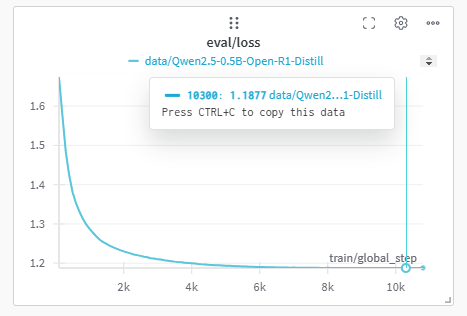 eval/loss
data/Qwen2.5-0.5B-Open-R1-Distill
10300: 1.1877 data/Qwen2...1-Distill
Press CTRL+C to copy this data
1.6
1.5
1.4
1.3
1.2
train/global_step
2k
4k
6k
8k
10k